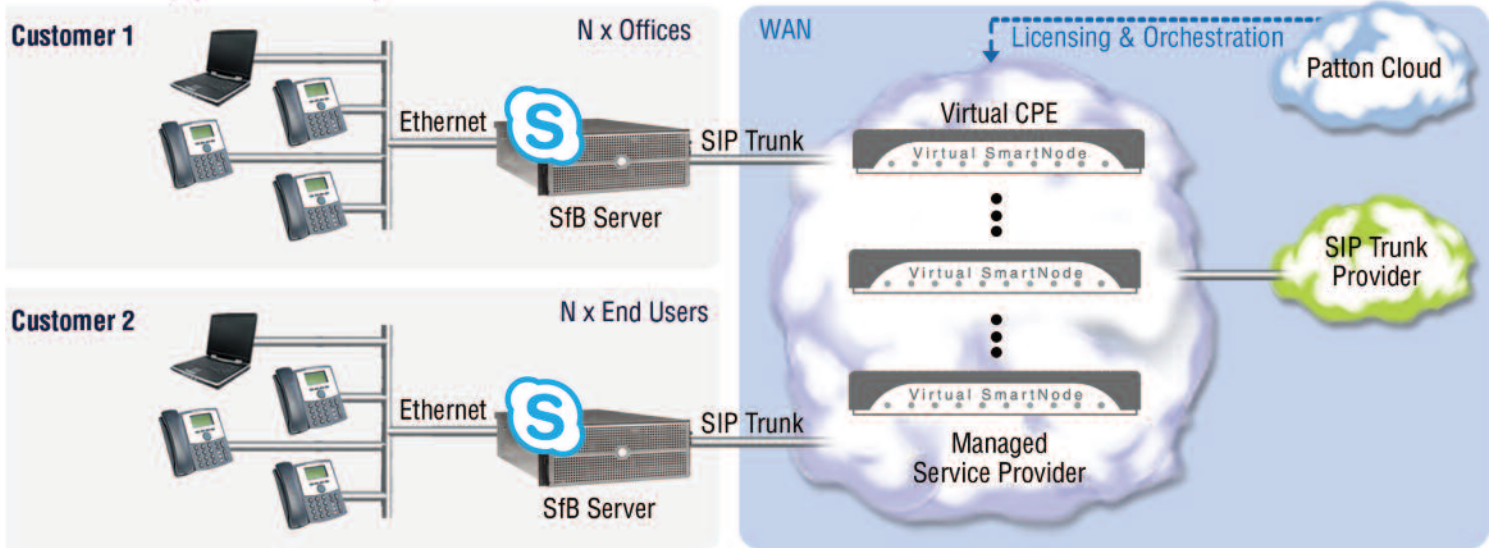 Customer 1
N x Offices
Ethernet
S
SfB Server
SIP Trunk
Customer 2
N x End Users
Ethernet
S
SfB Server
SIP Trunk
WAN
Licensing & Orchestration
Patton Cloud
Virtual CPE
Virtual SmartNode
Virtual SmartNode
Virtual SmartNode
Managed
Service Provider
SIP Trunk
Provider